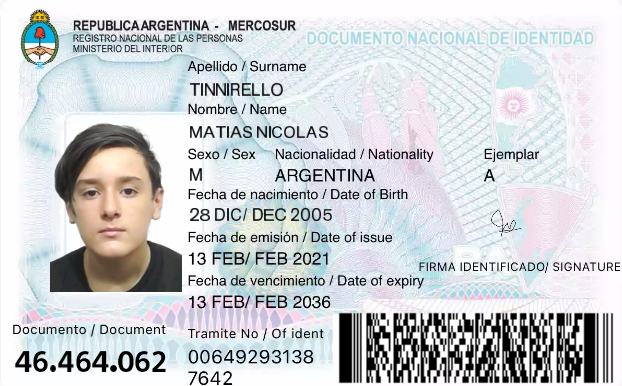 REPUBLICA ARGENTINA - MERCOSUR
REGISTRO NACIONAL DE LAS PERSONAS
MINISTERIO DEL INTERIOR
DOCUMENTO NACIONAL DE IDENTIDAD
Apellido / Surname
TINNIRELLO
Nombre / Name
MATIAS NICOLAS
Sexo / Sex Nacionalidad / Nationality Ejemplar
M ARGENTINA A
Fecha de nacimiento / Date of Birth
28 DIC/ DEC 2005
Fecha de emisión / Date of issue
13 FEB/ FEB 2021
FIRMA IDENTIFICADO/ SIGNATURE
Fecha de vencimiento / Date of expiry
13 FEB/ FEB 2036
Documento / Document
46.464.062
Tramite No / Of ident
00649293138
7642